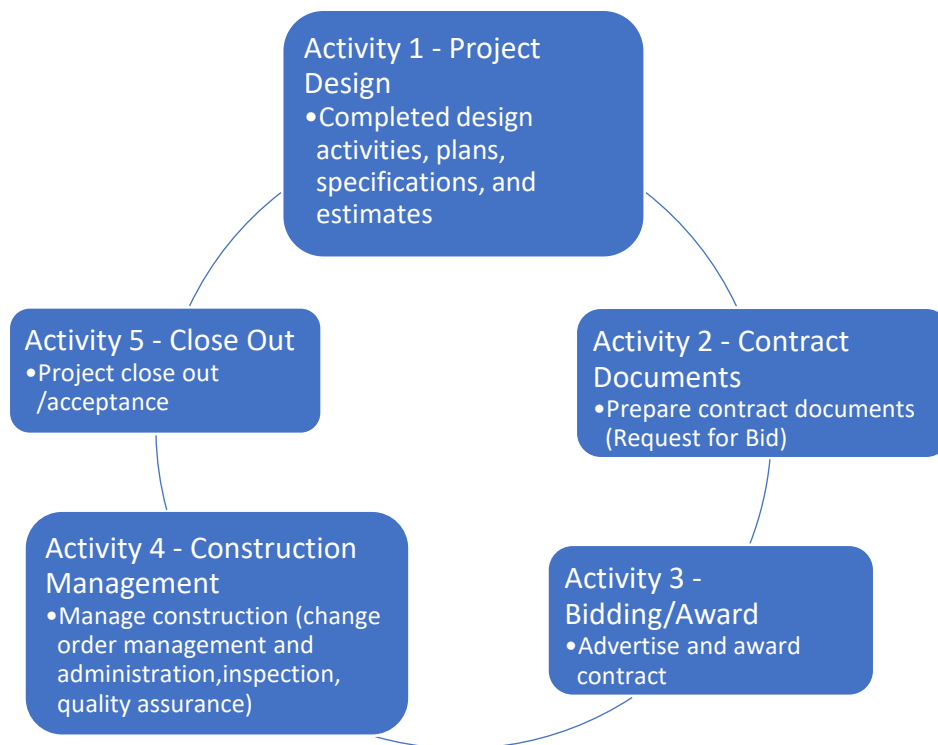 Activity 1 - Project
Design
•Completed design
activities, plans,
specifications, and
estimates
Activity 2 - Contract
Documents
•Prepare contract documents
(Request for Bid)
Activity 3 -
Bidding/Award
•Advertise and award
contract
Activity 4 - Construction
Management
•Manage construction (change
order management and
administration,inspection,
quality assurance)
Activity 5 - Close Out
•Project close out
/acceptance